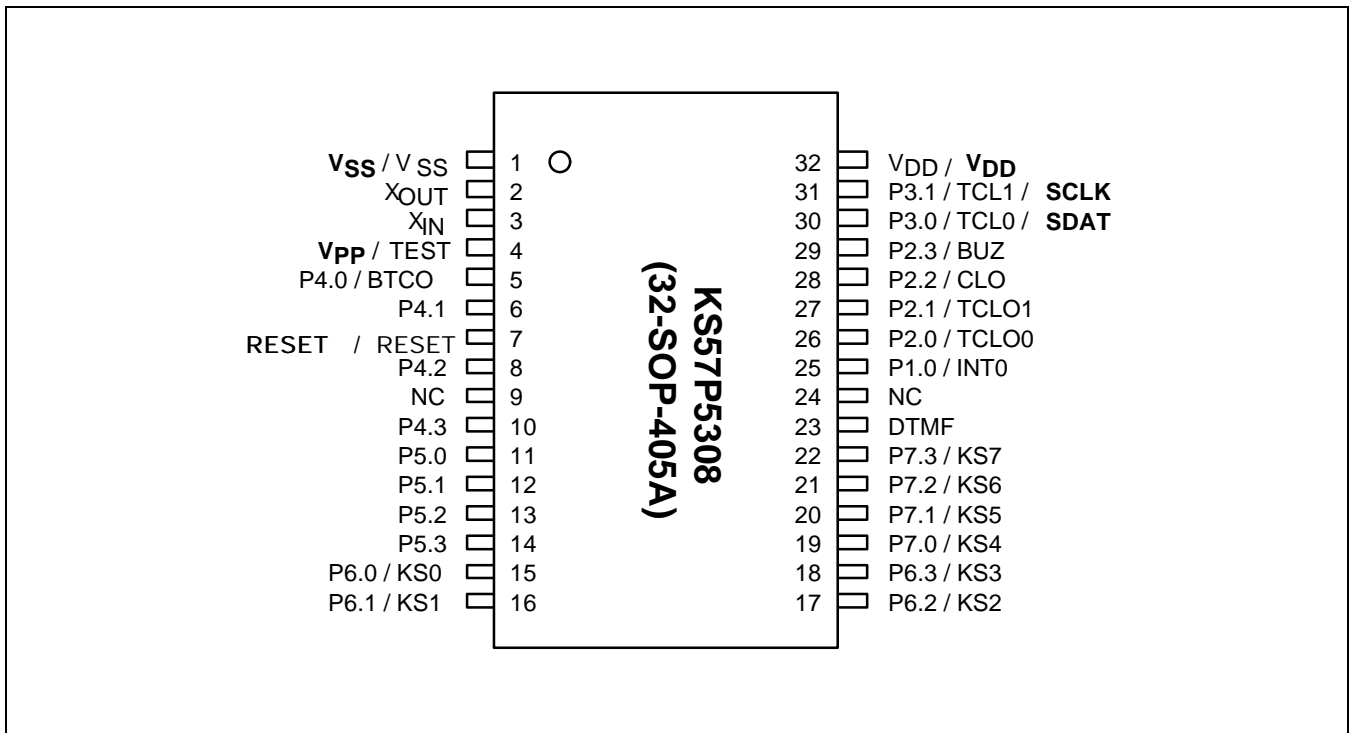 VSS / VSS 1 32 VDD / VDD
XOUT 2 31 P3.1 / TCL1 / SCLK
XIN 3 30 P3.0 / TCL0 / SDAT
VPP / TEST 4 29 P2.3 / BUZ
P4.0 / BTCO 5 28 P2.2 / CLO
P4.1 6 27 P2.1 / TCLO1
RESET / RESET 7 26 P2.0 / TCLO0
P4.2 8 25 P1.0 / INT0
NC 9 24 NC
P4.3 10 23 DTMF
P5.0 11 22 P7.3 / KS7
P5.1 12 21 P7.2 / KS6
P5.2 13 20 P7.1 / KS5
P5.3 14 19 P7.0 / KS4
P6.0 / KS0 15 18 P6.3 / KS3
P6.1 / KS1 16 17 P6.2 / KS2
KS57P5308
(32-SOP-405A)